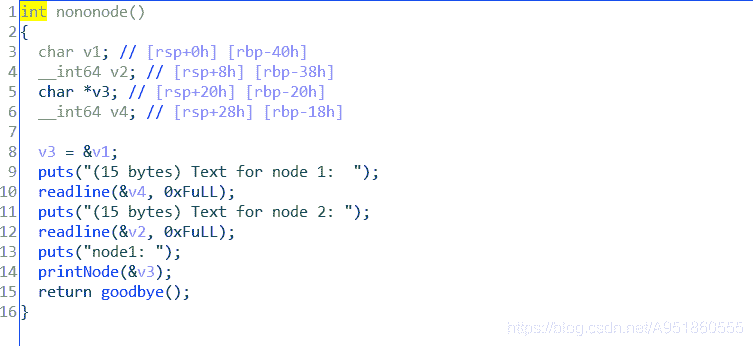 1 int nononode()
2 {
3 char v1; // [rsp+0h] [rbp-40h]
4 __int64 v2; // [rsp+8h] [rbp-38h]
5 char *v3; // [rsp+20h] [rbp-20h]
6 __int64 v4; // [rsp+28h] [rbp-18h]
7
8 v3 = &v1;
9 puts("(15 bytes) Text for node 1:  ");
10 readline(&v4, 0xFuLL);
11 puts("(15 bytes) Text for node 2: ");
12 readline(&v2, 0xFuLL);
13 puts("node1: ");
14 printNode(&v3);
15 return goodbye();
16 }
https://blog.csdn.net/A951860555